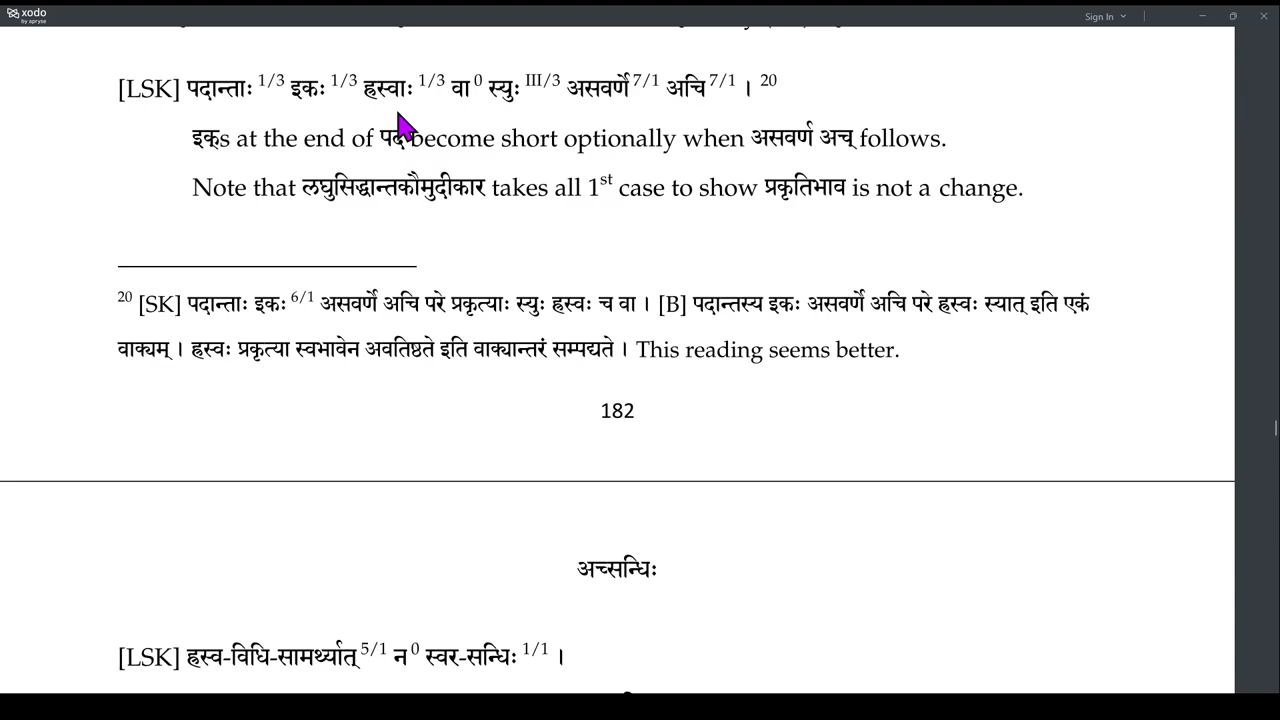 xodo
by apryse
Sign In
[LSK] पदान्ताः 1/3 इकः 1/3 ह्रस्वाः 1/3 वा 0 स्युः III/3 असवर्णे 7/1 अचि 7/1 । 20
इक्s at the end of पद become short optionally when असवर्ण अच् follows.
Note that लघुसिद्धान्तकौमुदीकार takes all 1st case to show प्रकृतिभाव is not a change.
20 [SK] पदान्ताः इकः 6/1 असवर्णे अचि परे प्रकृत्याः स्युः ह्रस्वः च वा । [B] पदान्तस्य इकः असवर्णे अचि परे ह्रस्वः स्यात् इति एकं
वाक्यम् । ह्रस्वः प्रकृत्या स्वभावेन अवतिष्ठते इति वाक्यान्तरं सम्पद्यते । This reading seems better.
182
अच्सन्धिः
[LSK] ह्रस्व-विधि-सामर्थ्यात् 5/1 न 0 स्वर-सन्धिः 1/1 ।